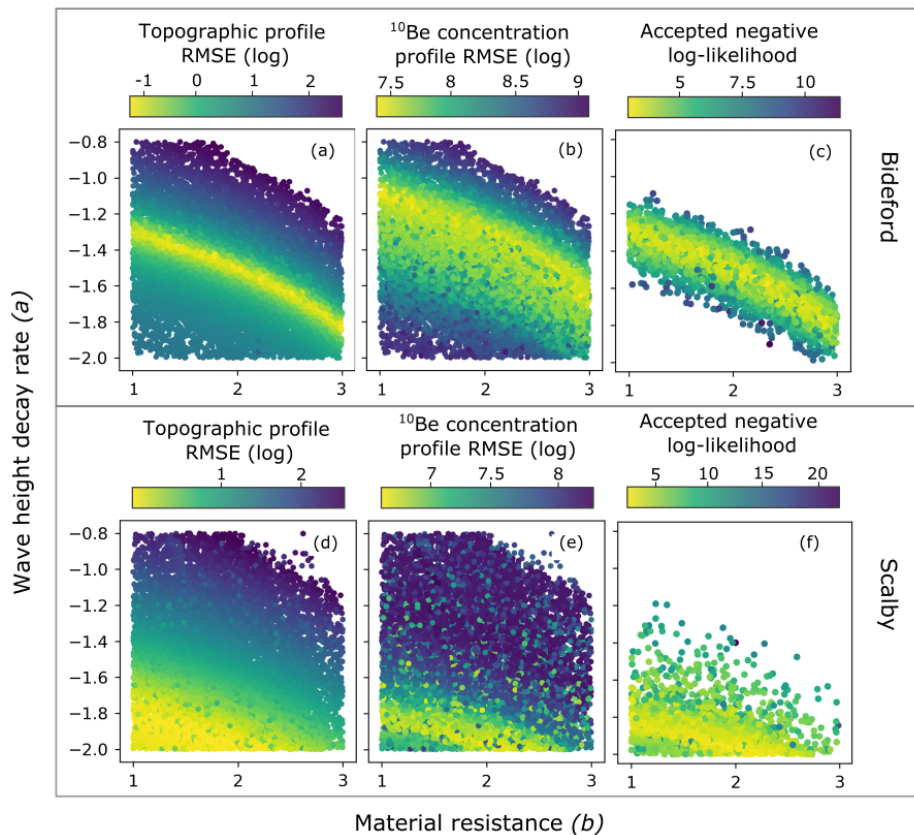 Topographic profile
RMSE (log)
-1 0 1 2
¹⁰Be concentration
profile RMSE (log)
7.5 8 8.5 9
Accepted negative
log-likelihood
5 7.5 10
(a)
(b)
(c)
−0.8
−1.0
−1.2
−1.4
−1.6
−1.8
−2.0
1 2 3
1 2 3
1 2 3
Bideford
Topographic profile
RMSE (log)
1 2
¹⁰Be concentration
profile RMSE (log)
7 7.5 8
Accepted negative
log-likelihood
5 10 15 20
(d)
(e)
(f)
−0.8
−1.0
−1.2
−1.4
−1.6
−1.8
−2.0
1 2 3
1 2 3
1 2 3
Scalby
Wave height decay rate (a)
Material resistance (b)